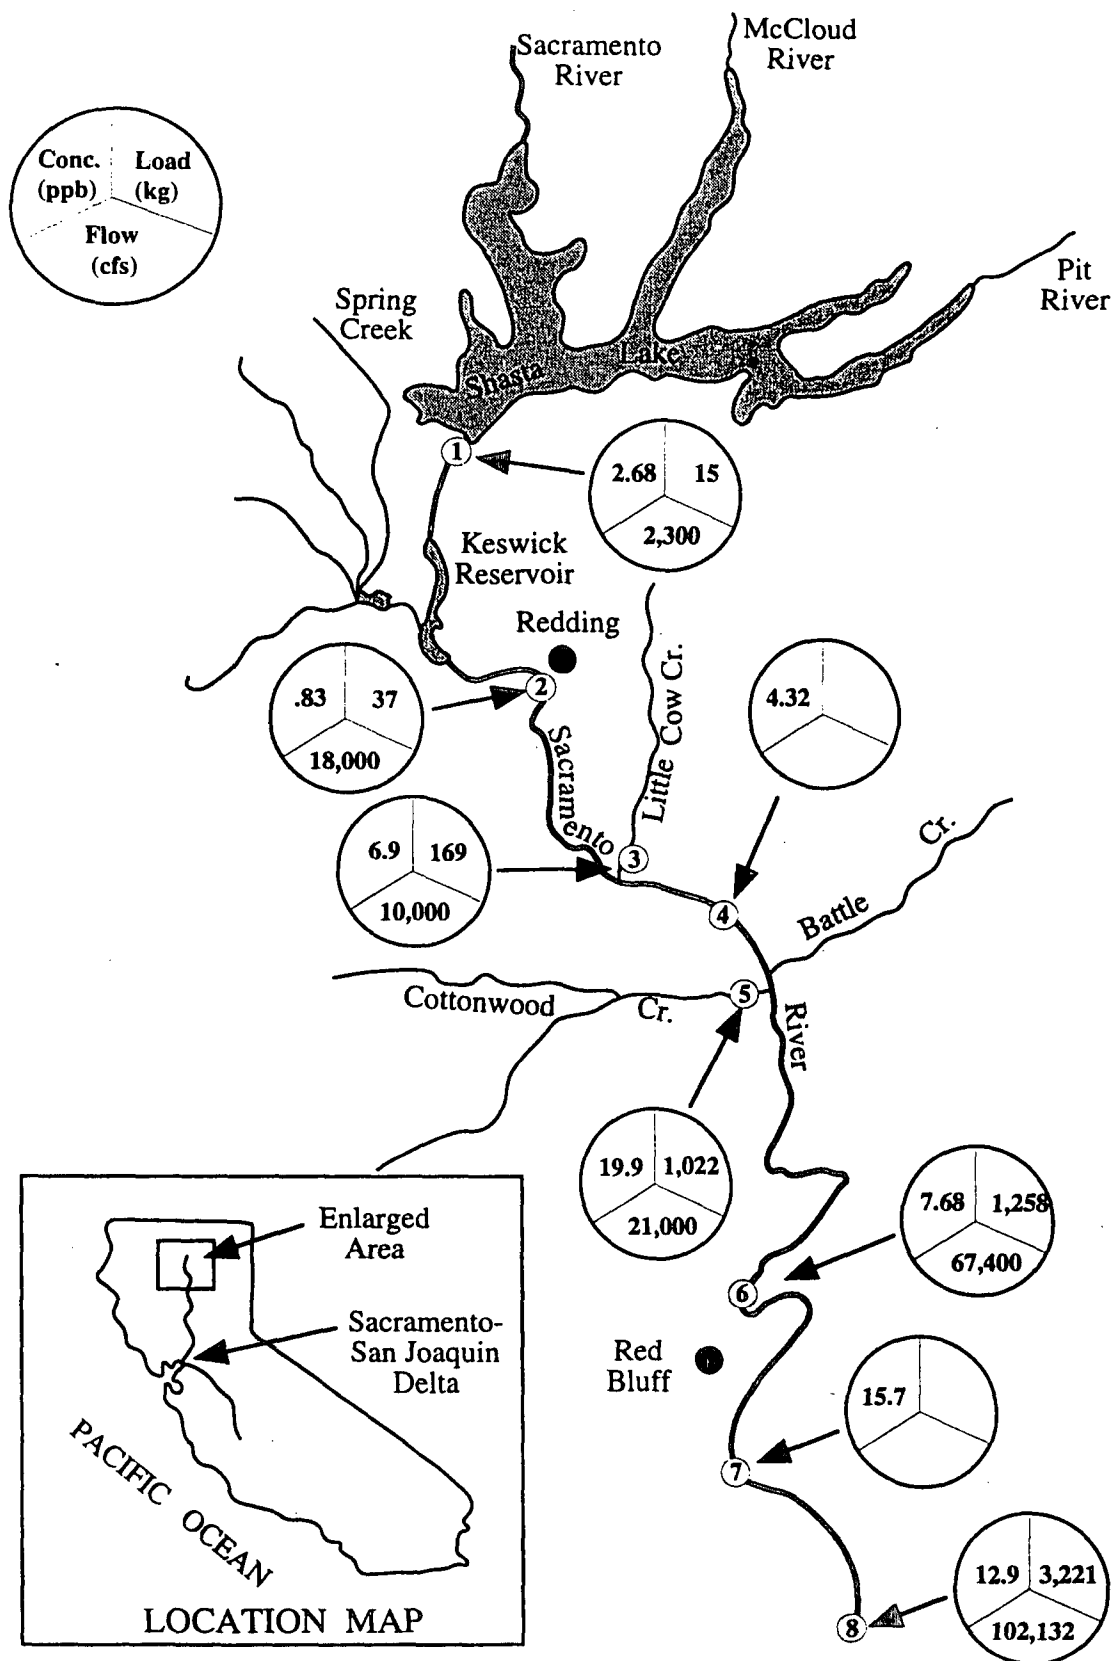 Sacramento
River
McCloud
River
Conc.
(ppb)
Load
(kg)
Flow
(cfs)
Pit
River
Spring
Creek
Shasta
Lake
1
2.68
15
2,300
Keswick
Reservoir
Redding
.83
37
18,000
2
Little Cow Cr.
4.32
Sacramento
6.9
169
10,000
3
4
Battle
Cr.
Cottonwood
Cr.
5
River
19.9
1,022
21,000
7.68
1,258
67,400
6
Red
Bluff
15.7
7
12.9
3,221
102,132
8
Enlarged
Area
Sacramento-
San Joaquin
Delta
PACIFIC OCEAN
LOCATION MAP